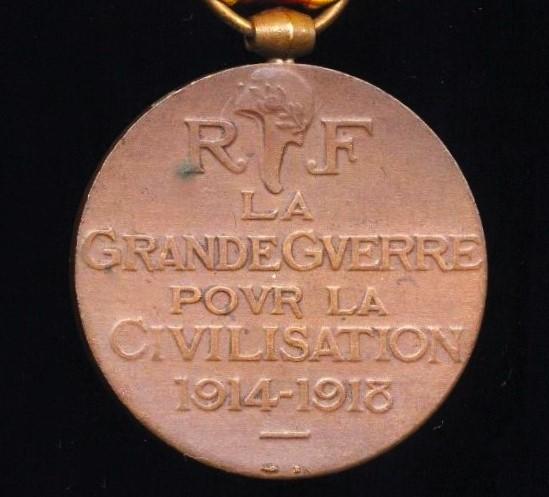 R F
LA
GRANDE GVERRE
POVR LA
CIVILISATION
1914-1918